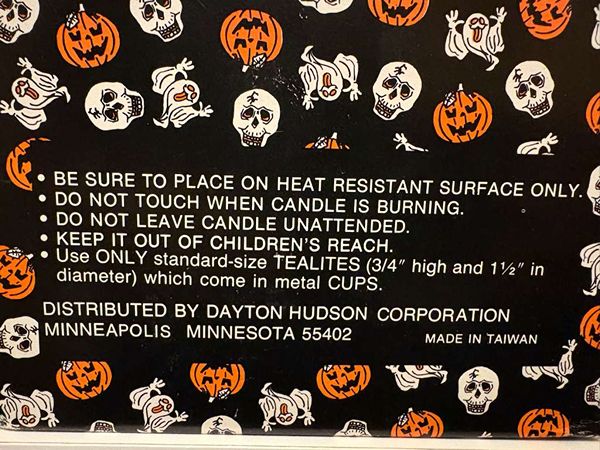 • BE SURE TO PLACE ON HEAT RESISTANT SURFACE ONLY.
• DO NOT TOUCH WHEN CANDLE IS BURNING.
• DO NOT LEAVE CANDLE UNATTENDED.
• KEEP IT OUT OF CHILDREN'S REACH.
• Use ONLY standard-size TEALITES (3/4" high and 1½" in
diameter) which come in metal CUPS.
DISTRIBUTED BY DAYTON HUDSON CORPORATION
MINNEAPOLIS MINNESOTA 55402
MADE IN TAIWAN